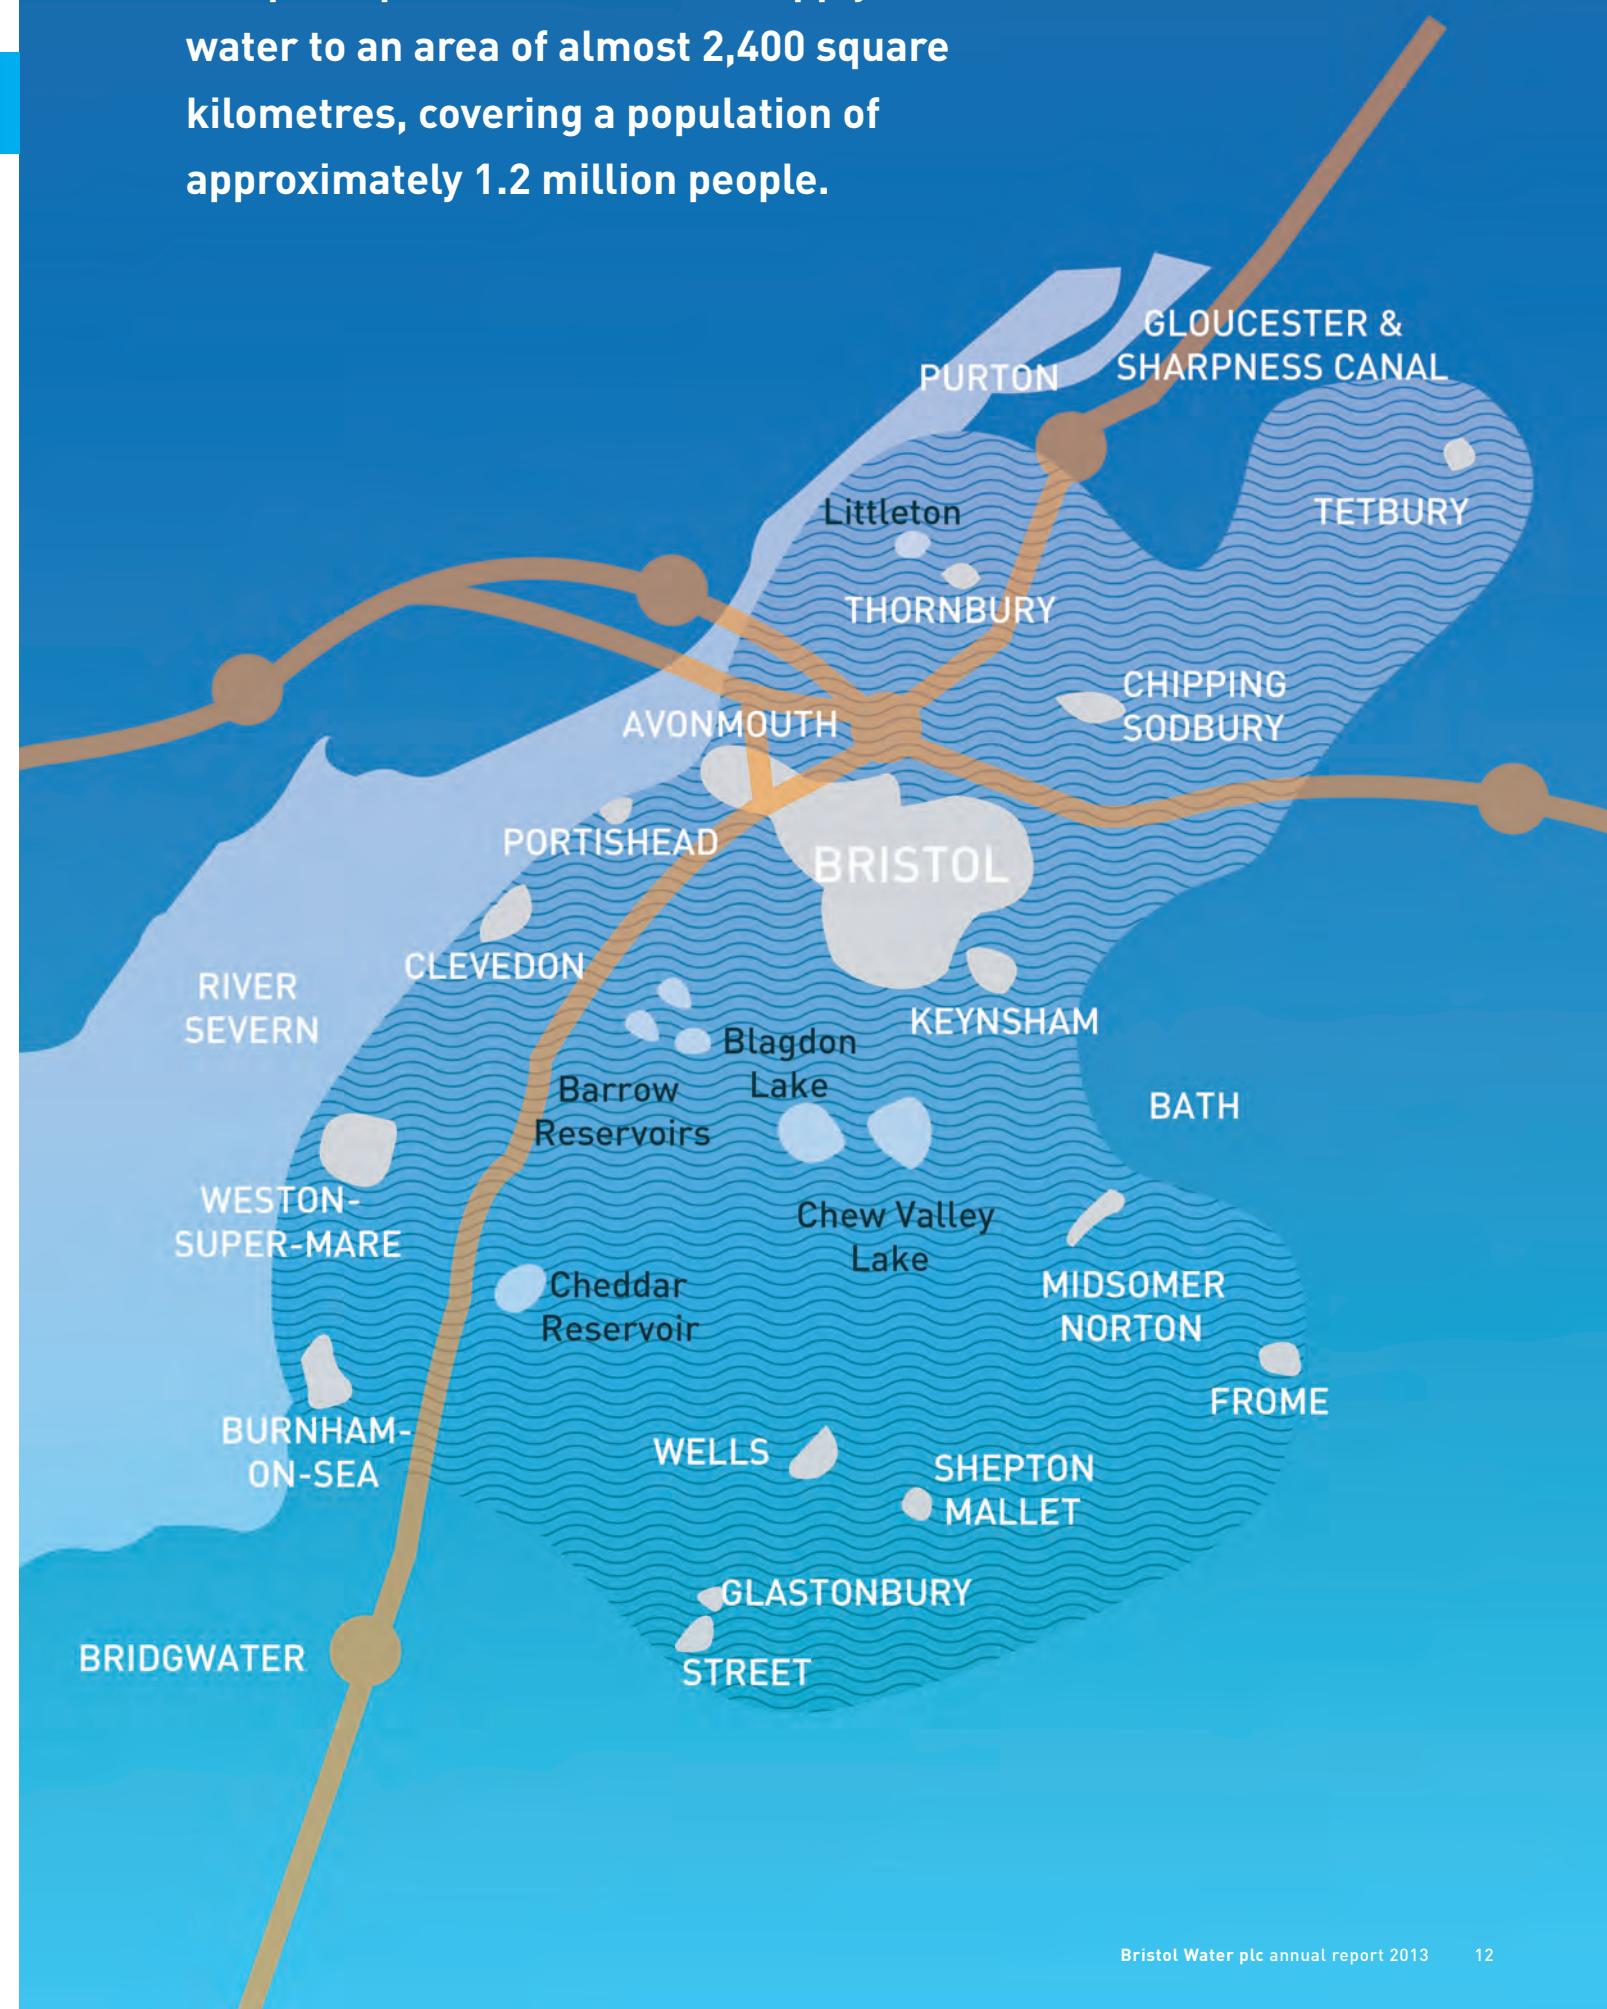 water to an area of almost 2,400 square
kilometres, covering a population of
approximately 1.2 million people.
GLOUCESTER &
SHARPNESS CANAL
PURTON
Littleton
TETBURY
THORNBURY
CHIPPING
SODBURY
AVONMOUTH
PORTISHEAD
BRISTOL
CLEVEDON
RIVER
SEVERN
KEYNSHAM
Blagdon
Lake
Barrow
Reservoirs
BATH
WESTON-
SUPER-MARE
Chew Valley
Lake
Cheddar
Reservoir
MIDSOMER
NORTON
FROME
BURNHAM-
ON-SEA
WELLS
SHEPTON
MALLET
GLASTONBURY
BRIDGWATER
STREET
Bristol Water plc annual report 2013 12